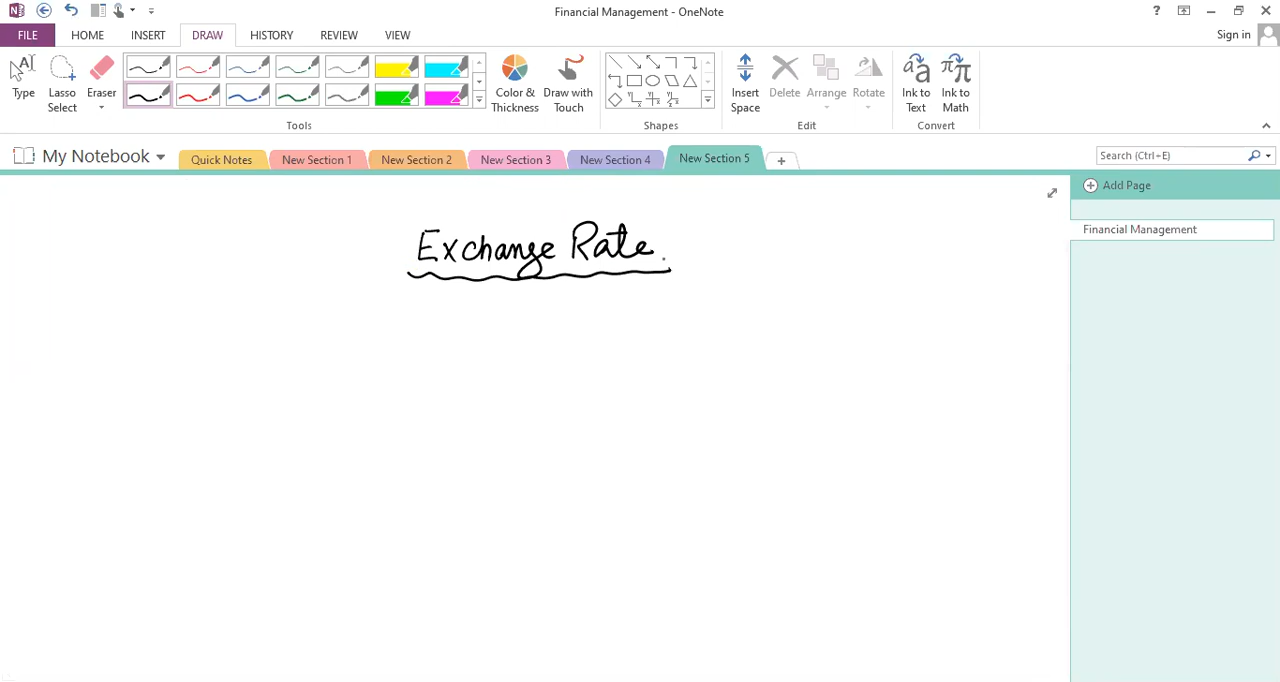 Financial Management - OneNote
?
FILE HOME INSERT DRAW HISTORY REVIEW VIEW
Sign in
Type
Lasso Select
Eraser
Color & Thickness
Draw with Touch
Insert Space
Delete
Arrange
Rotate
Ink to Text
Ink to Math
Tools Shapes Edit Convert
My Notebook Quick Notes New Section 1 New Section 2 New Section 3 New Section 4 New Section 5 +
Search (Ctrl+E)
Add Page
Financial Management
Exchange Rate.